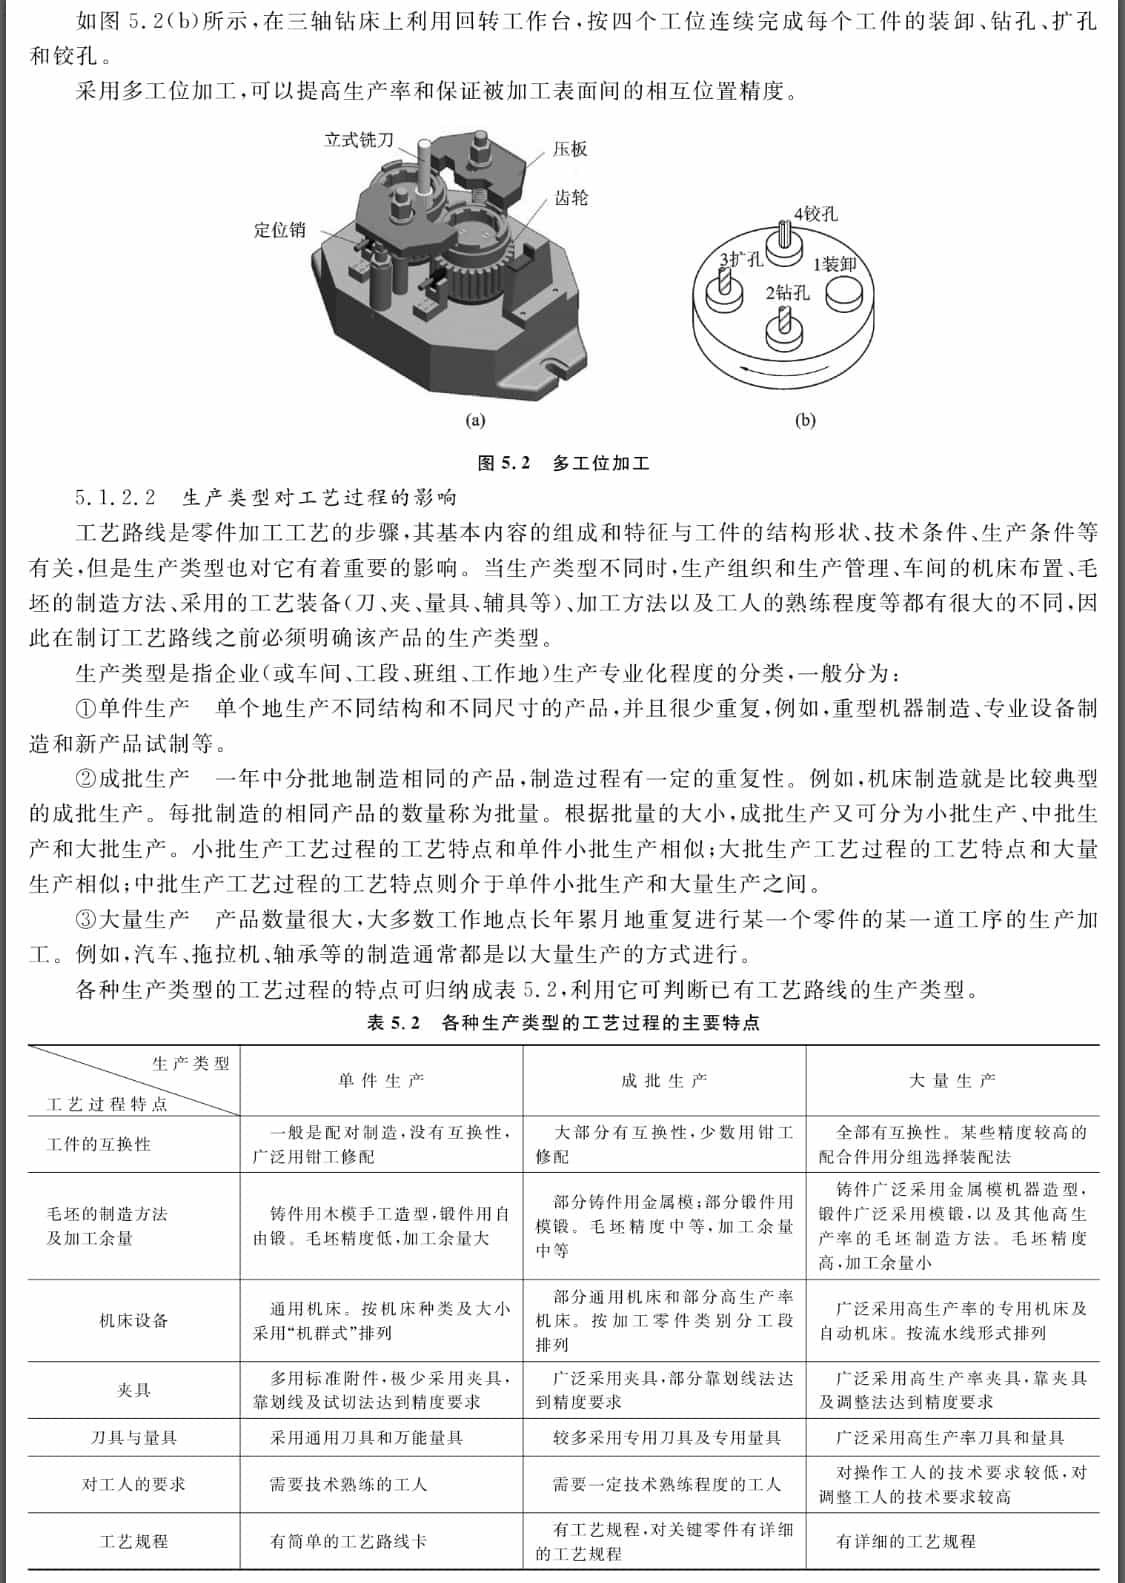 如图 5.2(b)所示,在三轴钻床上利用回转工作台,按四个工位连续完成每个工件的装卸、钻孔、扩孔
和铰孔。
采用多工位加工,可以提高生产率和保证被加工表面间的相互位置精度。
立式铣刀
压板
齿轮
定位销
4铰孔
3扩孔
1装卸
2钻孔
(a)
(b)
图 5.2 多工位加工
5.1.2.2 生产类型对工艺过程的影响
工艺路线是零件加工工艺的步骤,其基本内容的组成和特征与工件的结构形状、技术条件、生产条件等
有关,但是生产类型也对它有着重要的影响。当生产类型不同时,生产组织和生产管理、车间的机床布置、毛
坯的制造方法、采用的工艺装备(刀、夹、量具、辅具等)、加工方法以及工人的熟练程度等都有很大的不同,因
此在制订工艺路线之前必须明确该产品的生产类型。
生产类型是指企业(或车间、工段、班组、工作地)生产专业化程度的分类,一般分为:
①单件生产 单个地生产不同结构和不同尺寸的产品,并且很少重复,例如,重型机器制造、专业设备制
造和新产品试制等。
②成批生产 一年中分批地制造相同的产品,制造过程有一定的重复性。例如,机床制造就是比较典型
的成批生产。每批制造的相同产品的数量称为批量。根据批量的大小,成批生产又可分为小批生产、中批生
产和大批生产。小批生产工艺过程的工艺特点和单件小批生产相似;大批生产工艺过程的工艺特点和大量
生产相似;中批生产工艺过程的工艺特点则介于单件小批生产和大量生产之间。
③大量生产 产品数量很大,大多数工作地点长年累月地重复进行某一个零件的某一道工序的生产加
工。例如,汽车、拖拉机、轴承等的制造通常都是以大量生产的方式进行。
各种生产类型的工艺过程的特点可归纳成表 5.2,利用它可判断已有工艺路线的生产类型。
表 5.2 各种生产类型的工艺过程的主要特点
生产类型
工艺过程特点
单件生产
成批生产
大量生产
工件的互换性
一般是配对制造,没有互换性,
广泛用钳工修配
大部分有互换性,少数用钳工
修配
全部有互换性。某些精度较高的
配合件用分组选择装配法
毛坯的制造方法
及加工余量
铸件用木模手工造型,锻件用自
由锻。毛坯精度低,加工余量大
部分铸件用金属模;部分锻件用
模锻。毛坯精度中等,加工余量
中等
铸件广泛采用金属模机器造型,
锻件广泛采用模锻,以及其他高生
产率的毛坯制造方法。毛坯精度
高,加工余量小
机床设备
通用机床。按机床种类及大小
采用“机群式”排列
部分通用机床和部分高生产率
机床。按加工零件类别分工段
排列
广泛采用高生产率的专用机床及
自动机床。按流水线形式排列
夹具
多用标准附件,极少采用夹具,
靠划线及试切法达到精度要求
广泛采用夹具,部分靠划线法达
到精度要求
广泛采用高生产率夹具,靠夹具
及调整法达到精度要求
刀具与量具
采用通用刀具和万能量具
较多采用专用刀具及专用量具
广泛采用高生产率刀具和量具
对工人的要求
需要技术熟练的工人
需要一定技术熟练程度的工人
对操作工人的技术要求较低,对
调整工人的技术要求较高
工艺规程
有简单的工艺路线卡
有工艺规程,对关键零件有详细
的工艺规程
有详细的工艺规程